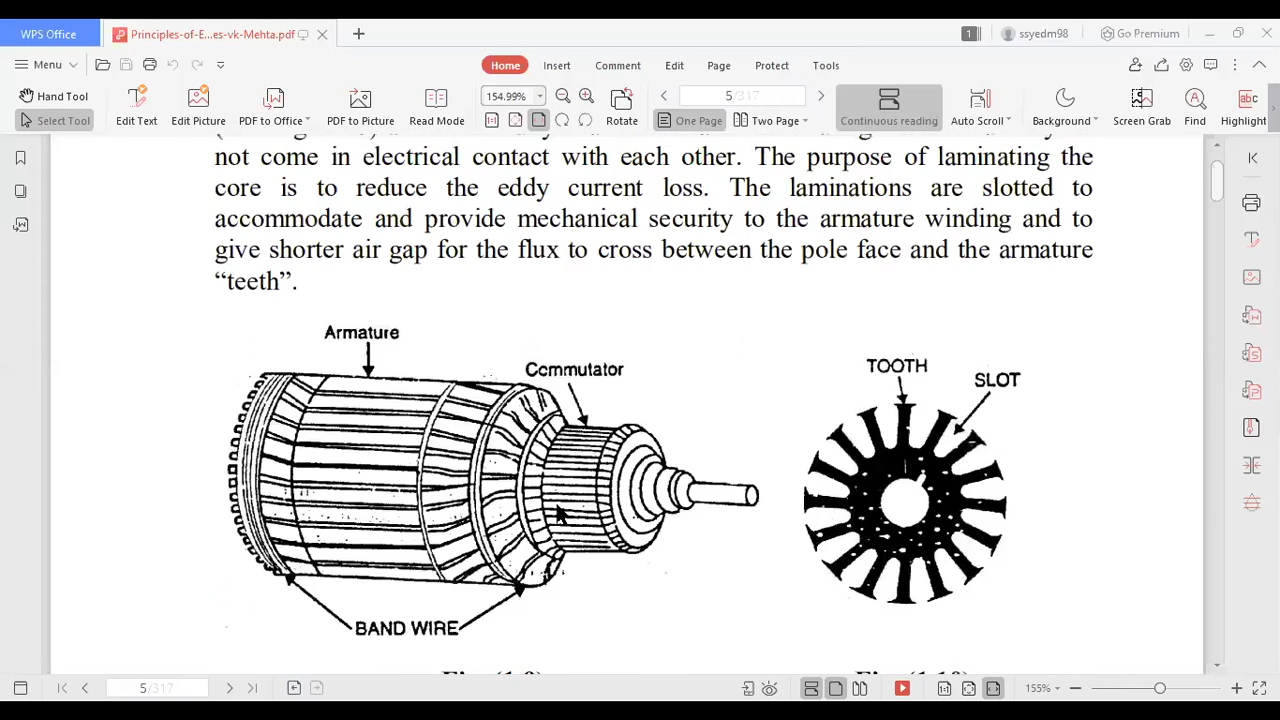 WPS Office
Principles-of-E...es-vk-Mehta.pdf
1
ssyedm98
Go Premium
Menu
Home
Insert
Comment
Edit
Page
Protect
Tools
Hand Tool
Select Tool
Edit Text
Edit Picture
PDF to Office
PDF to Picture
Read Mode
154.99%
Rotate
5/317
One Page
Two Page
Continuous reading
Auto Scroll
Background
Screen Grab
Find
Highlight
not come in electrical contact with each other. The purpose of laminating the
core is to reduce the eddy current loss. The laminations are slotted to
accommodate and provide mechanical security to the armature winding and to
give shorter air gap for the flux to cross between the pole face and the armature
“teeth”.
Armature
Commutator
TOOTH
SLOT
BAND WIRE
5/317
155%